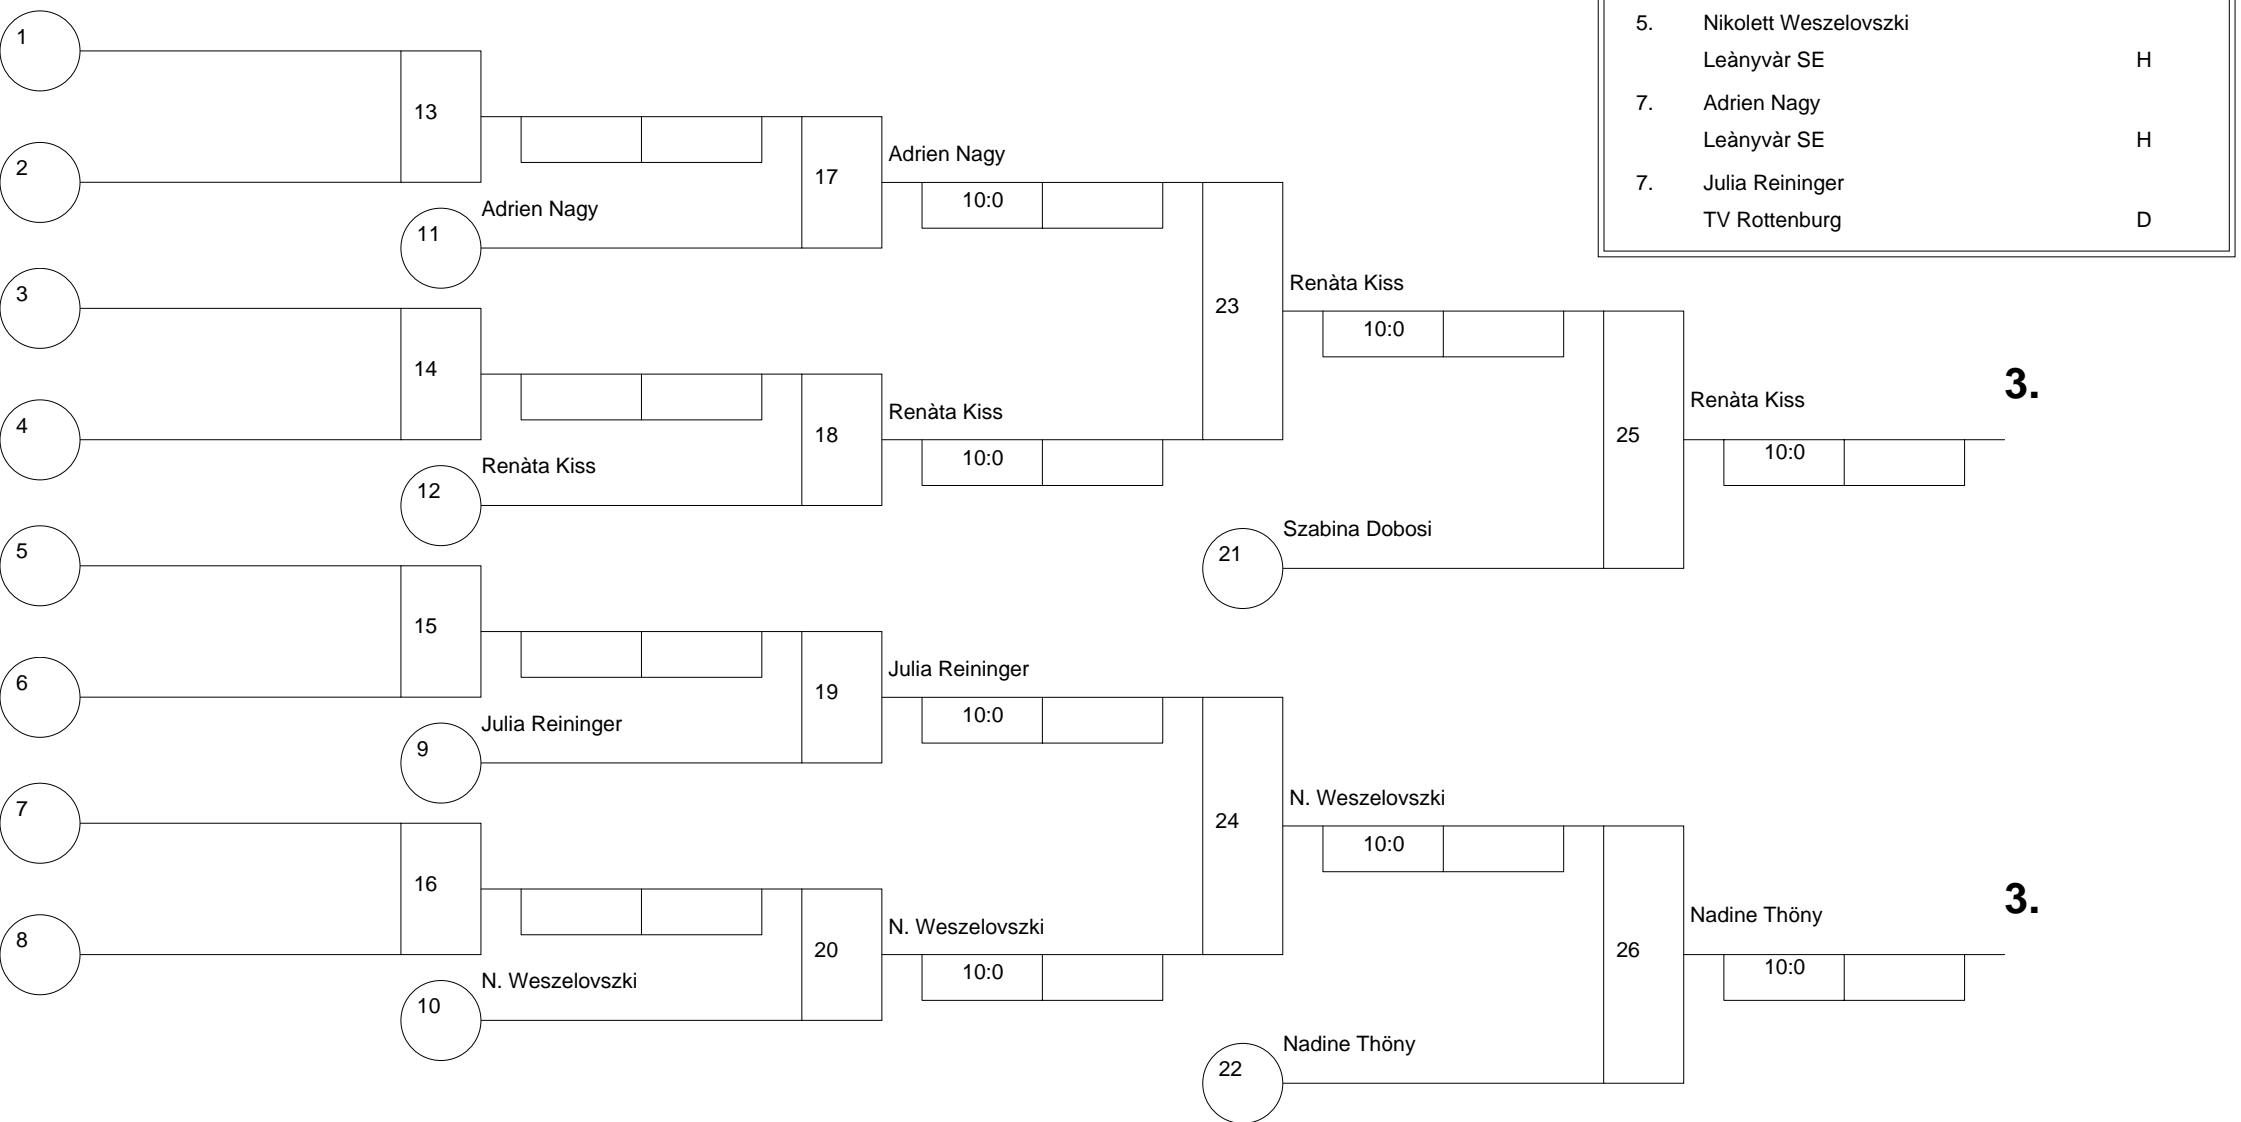 5. Nikolett Weszelovszki
Leànyvàr SE H
7. Adrien Nagy
Leànyvàr SE H
7. Julia Reininger
TV Rottenburg D
1
13
2
Adrien Nagy
11
17
Adrien Nagy
10:0
3
14
4
Renàta Kiss
12
18
Renàta Kiss
10:0
23
Renàta Kiss
10:0
Szabina Dobosi
21
25
Renàta Kiss
10:0
3.
5
15
6
Julia Reininger
9
19
Julia Reininger
10:0
7
16
8
N. Weszelovszki
10
20
N. Weszelovszki
10:0
24
N. Weszelovszki
10:0
Nadine Thöny
22
26
Nadine Thöny
10:0
3.